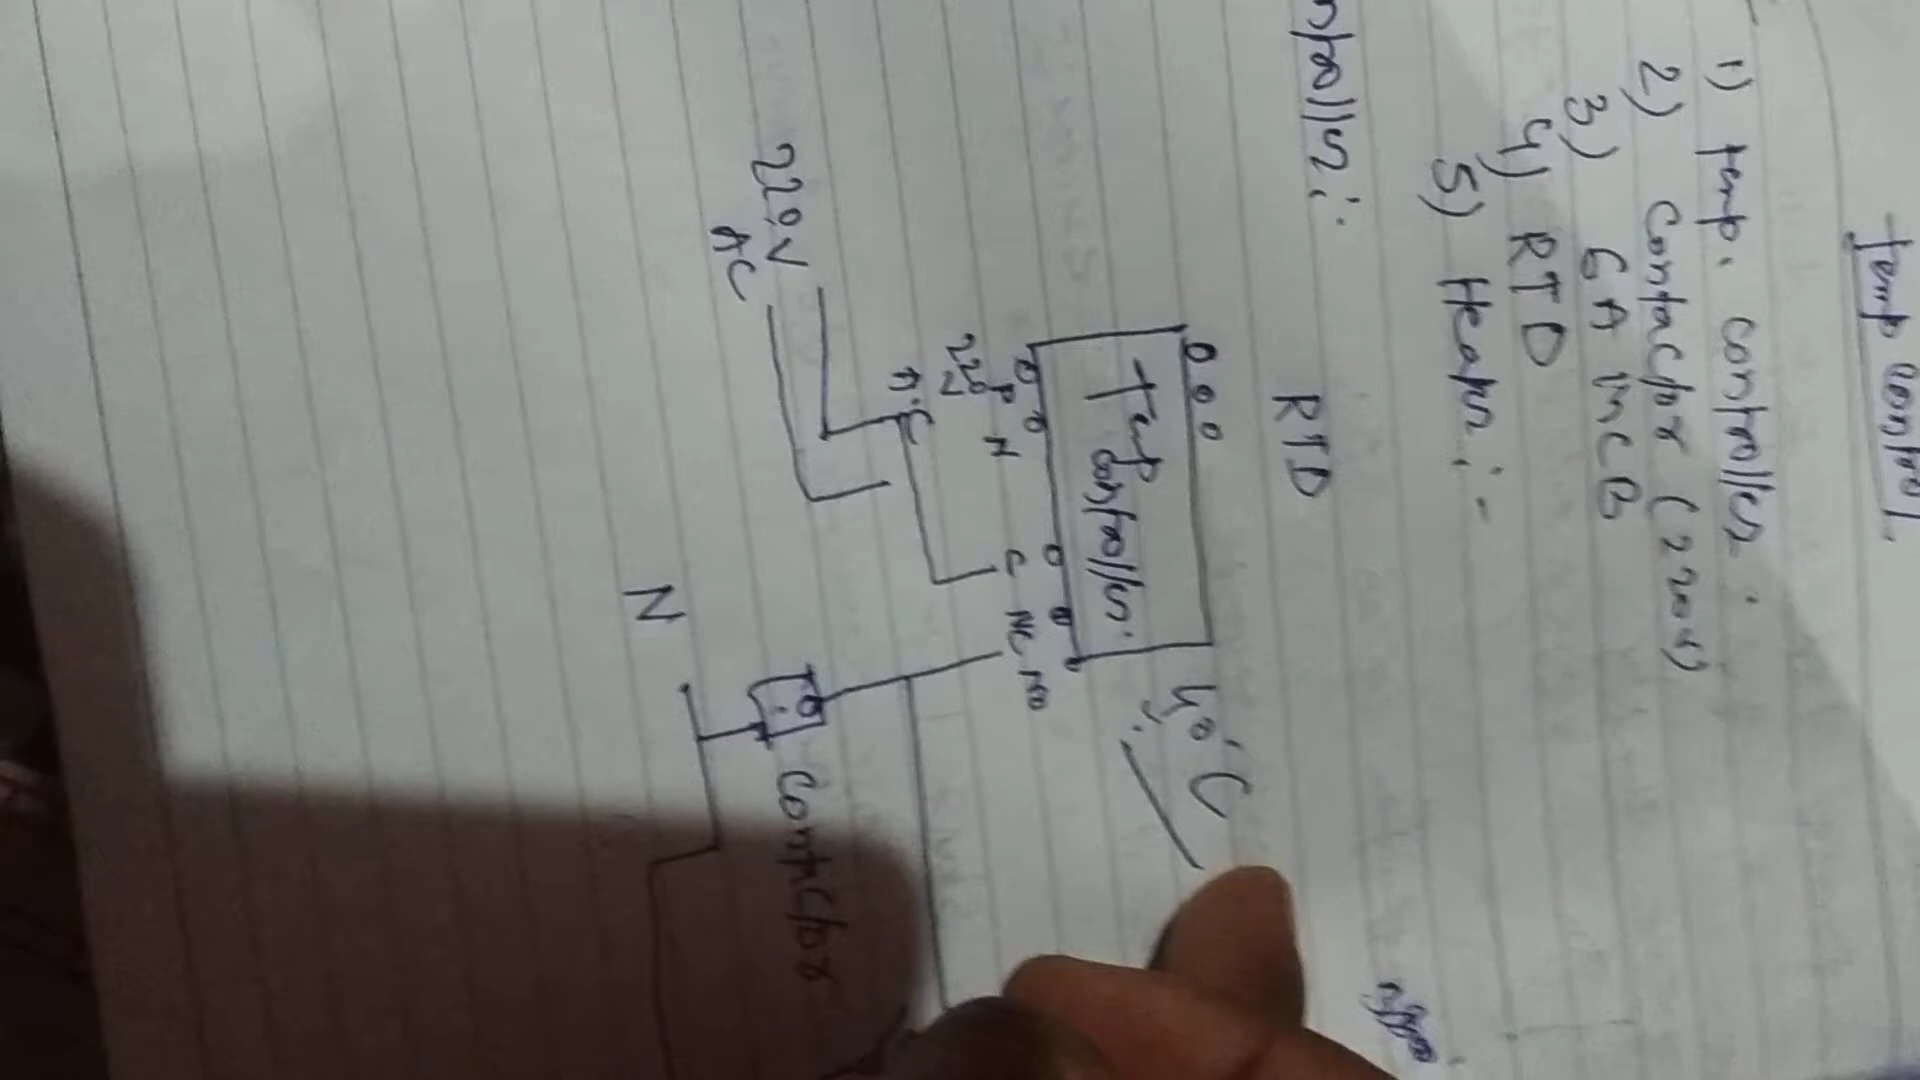 Temp control.
1) temp. controller:
2) Contactor (220v)
3) 6A MCB
4) RTD
5) Heater :-
ntroller:
RTD
Temp
controller.
40°C
P N C NC NO
220
V
A.C
220V
AC
Contactor
N